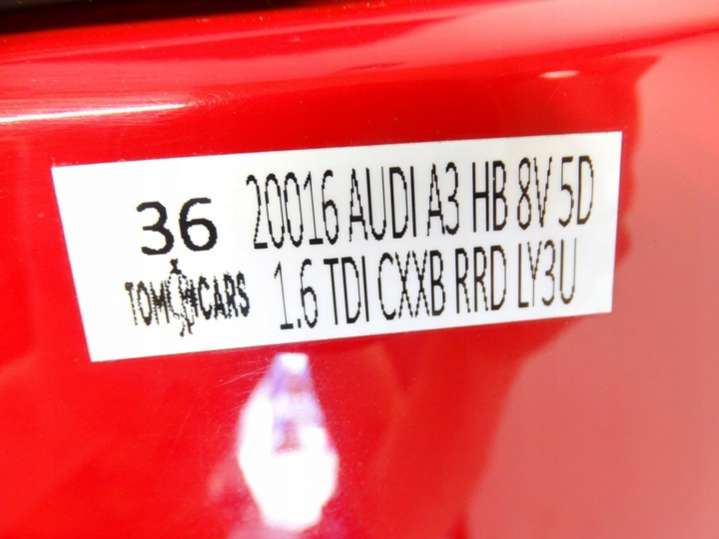 36
TOM CARS
20016 AUDI A3 HB 8V 5D
1.6 TDI CXXB RRD LY3U